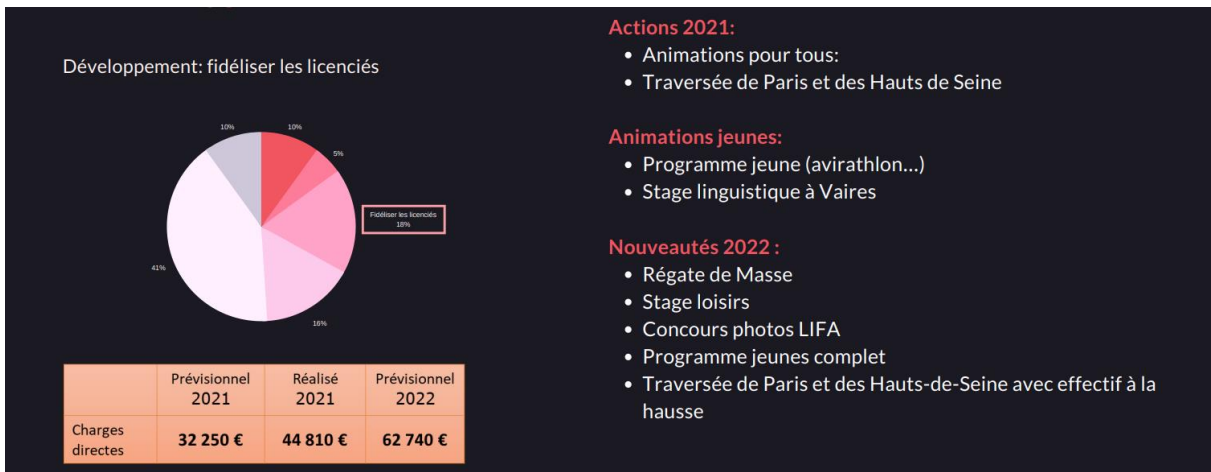 Développement: fidéliser les licenciés
10%
10%
5%
Fidéliser les licenciés
18%
41%
16%
Prévisionnel 2021
Réalisé 2021
Prévisionnel 2022
Charges directes
32 250 €
44 810 €
62 740 €
Actions 2021:
• Animations pour tous:
• Traversée de Paris et des Hauts de Seine
Animations jeunes:
• Programme jeune (avirathlon...)
• Stage linguistique à Vaires
Nouveautés 2022 :
• Régate de Masse
• Stage loisirs
• Concours photos LIFA
• Programme jeunes complet
• Traversée de Paris et des Hauts-de-Seine avec effectif à la
hausse